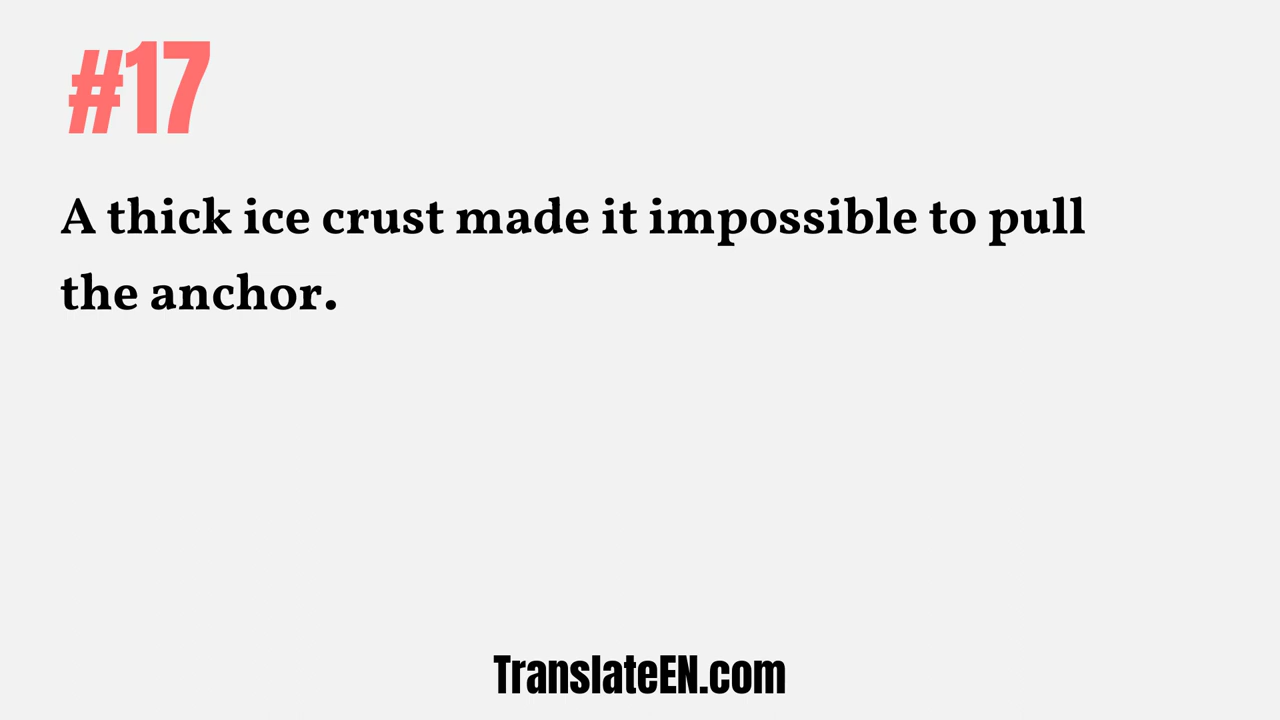 #17
A thick ice crust made it impossible to pull
the anchor.
TranslateEN.com